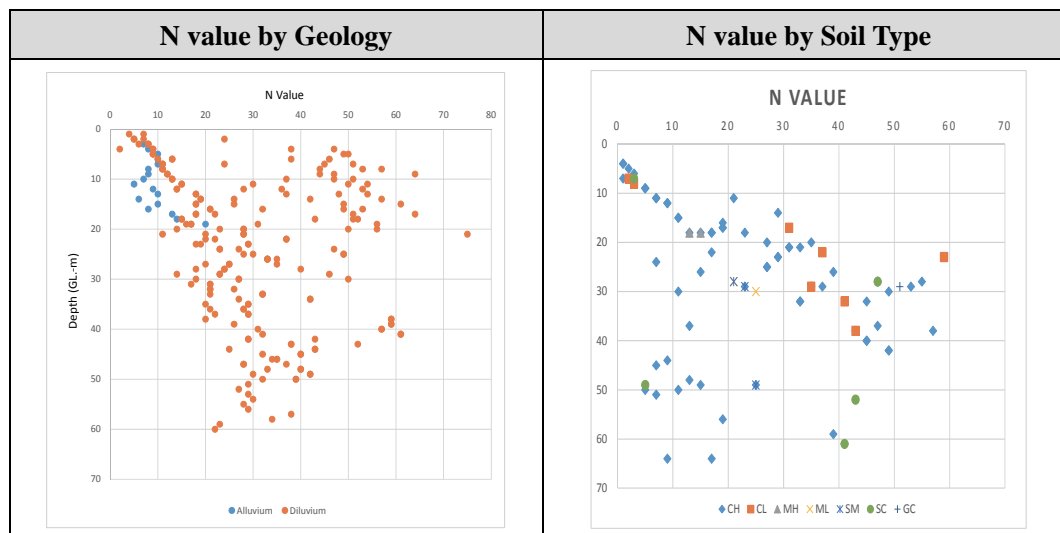 N value by Geology
N value by Soil Type
N Value
0 10 20 30 40 50 60 70 80
0
10
20
30
40
50
60
70
Depth (GL.-m)
Alluvium Diluvium
N VALUE
0 10 20 30 40 50 60 70
0
10
20
30
40
50
60
70
CH CL MH ML SM SC GC